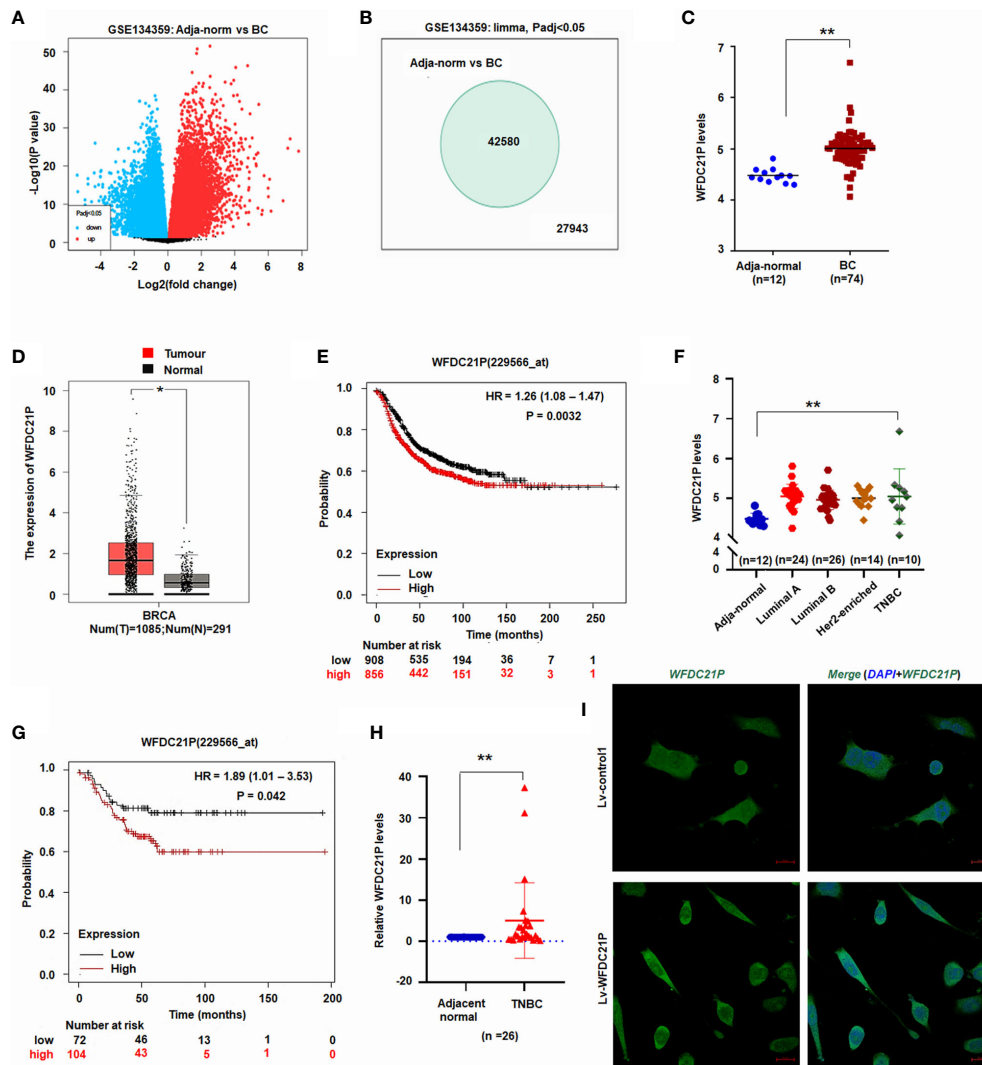 A
GSE134359: Adja-norm vs BC
-Log10(P value)
50
40
30
20
10
0
Padj<0.05
down
up
-4 -2 0 2 4 6 8
Log2(fold change)
B
GSE134359: limma, Padj<0.05
Adja-norm vs BC
42580
27943
C
**
WFDC21P levels
7
6
5
4
3
Adja-normal BC
(n=12) (n=74)
D
Tumour
Normal
*
The expression of WFDC21P
10
8
6
4
2
0
BRCA
Num(T)=1085;Num(N)=291
E
WFDC21P(229566_at)
HR = 1.26 (1.08 – 1.47)
P = 0.0032
Probability
1.0
0.8
0.6
0.4
0.2
0.0
Expression
Low
High
0 50 100 150 200 250
Time (months)
Number at risk
low 908 535 194 36 7 1
high 856 442 151 32 3 1
F
**
WFDC21P levels
7
6
5
4
4
2
0
(n=12) (n=24) (n=26) (n=14) (n=10)
Adja-normal
Luminal A
Luminal B
Her2-enriched
TNBC
G
WFDC21P(229566_at)
HR = 1.89 (1.01 – 3.53)
P = 0.042
Probability
1.0
0.8
0.6
0.4
0.2
0.0
Expression
Low
High
0 50 100 150 200
Time (months)
Number at risk
low 72 46 13 1 0
high 104 43 5 1 0
H
**
Relative WFDC21P levels
40
30
20
10
0
-20
Adjacent normal TNBC
(n =26)
I
WFDC21P Merge (DAPI+WFDC21P)
Lv-control1
Lv-WFDC21P